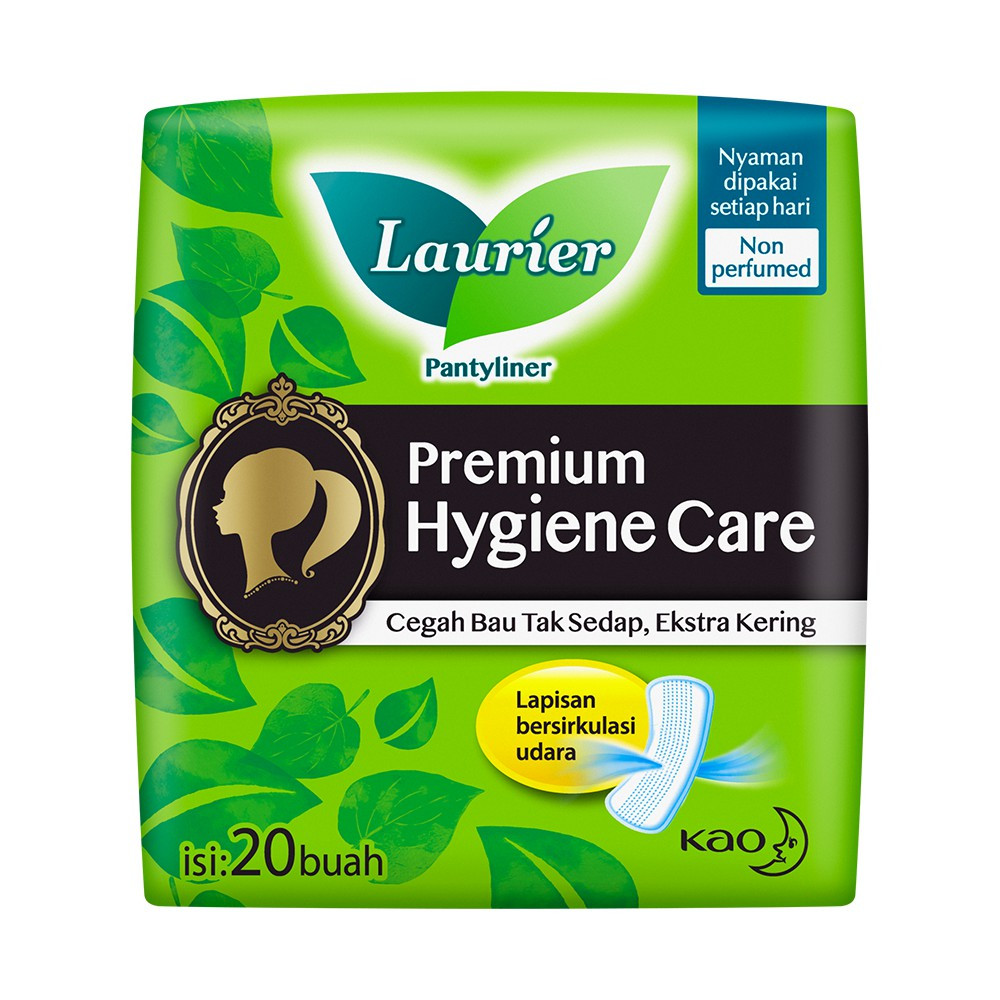 Nyaman
dipakai
setiap hari
Non
perfumed
Laurier
Pantyliner
Premium
Hygiene Care
Cegah Bau Tak Sedap, Ekstra Kering
Lapisan
bersirkulasi
udara
Kao
isi: 20 buah